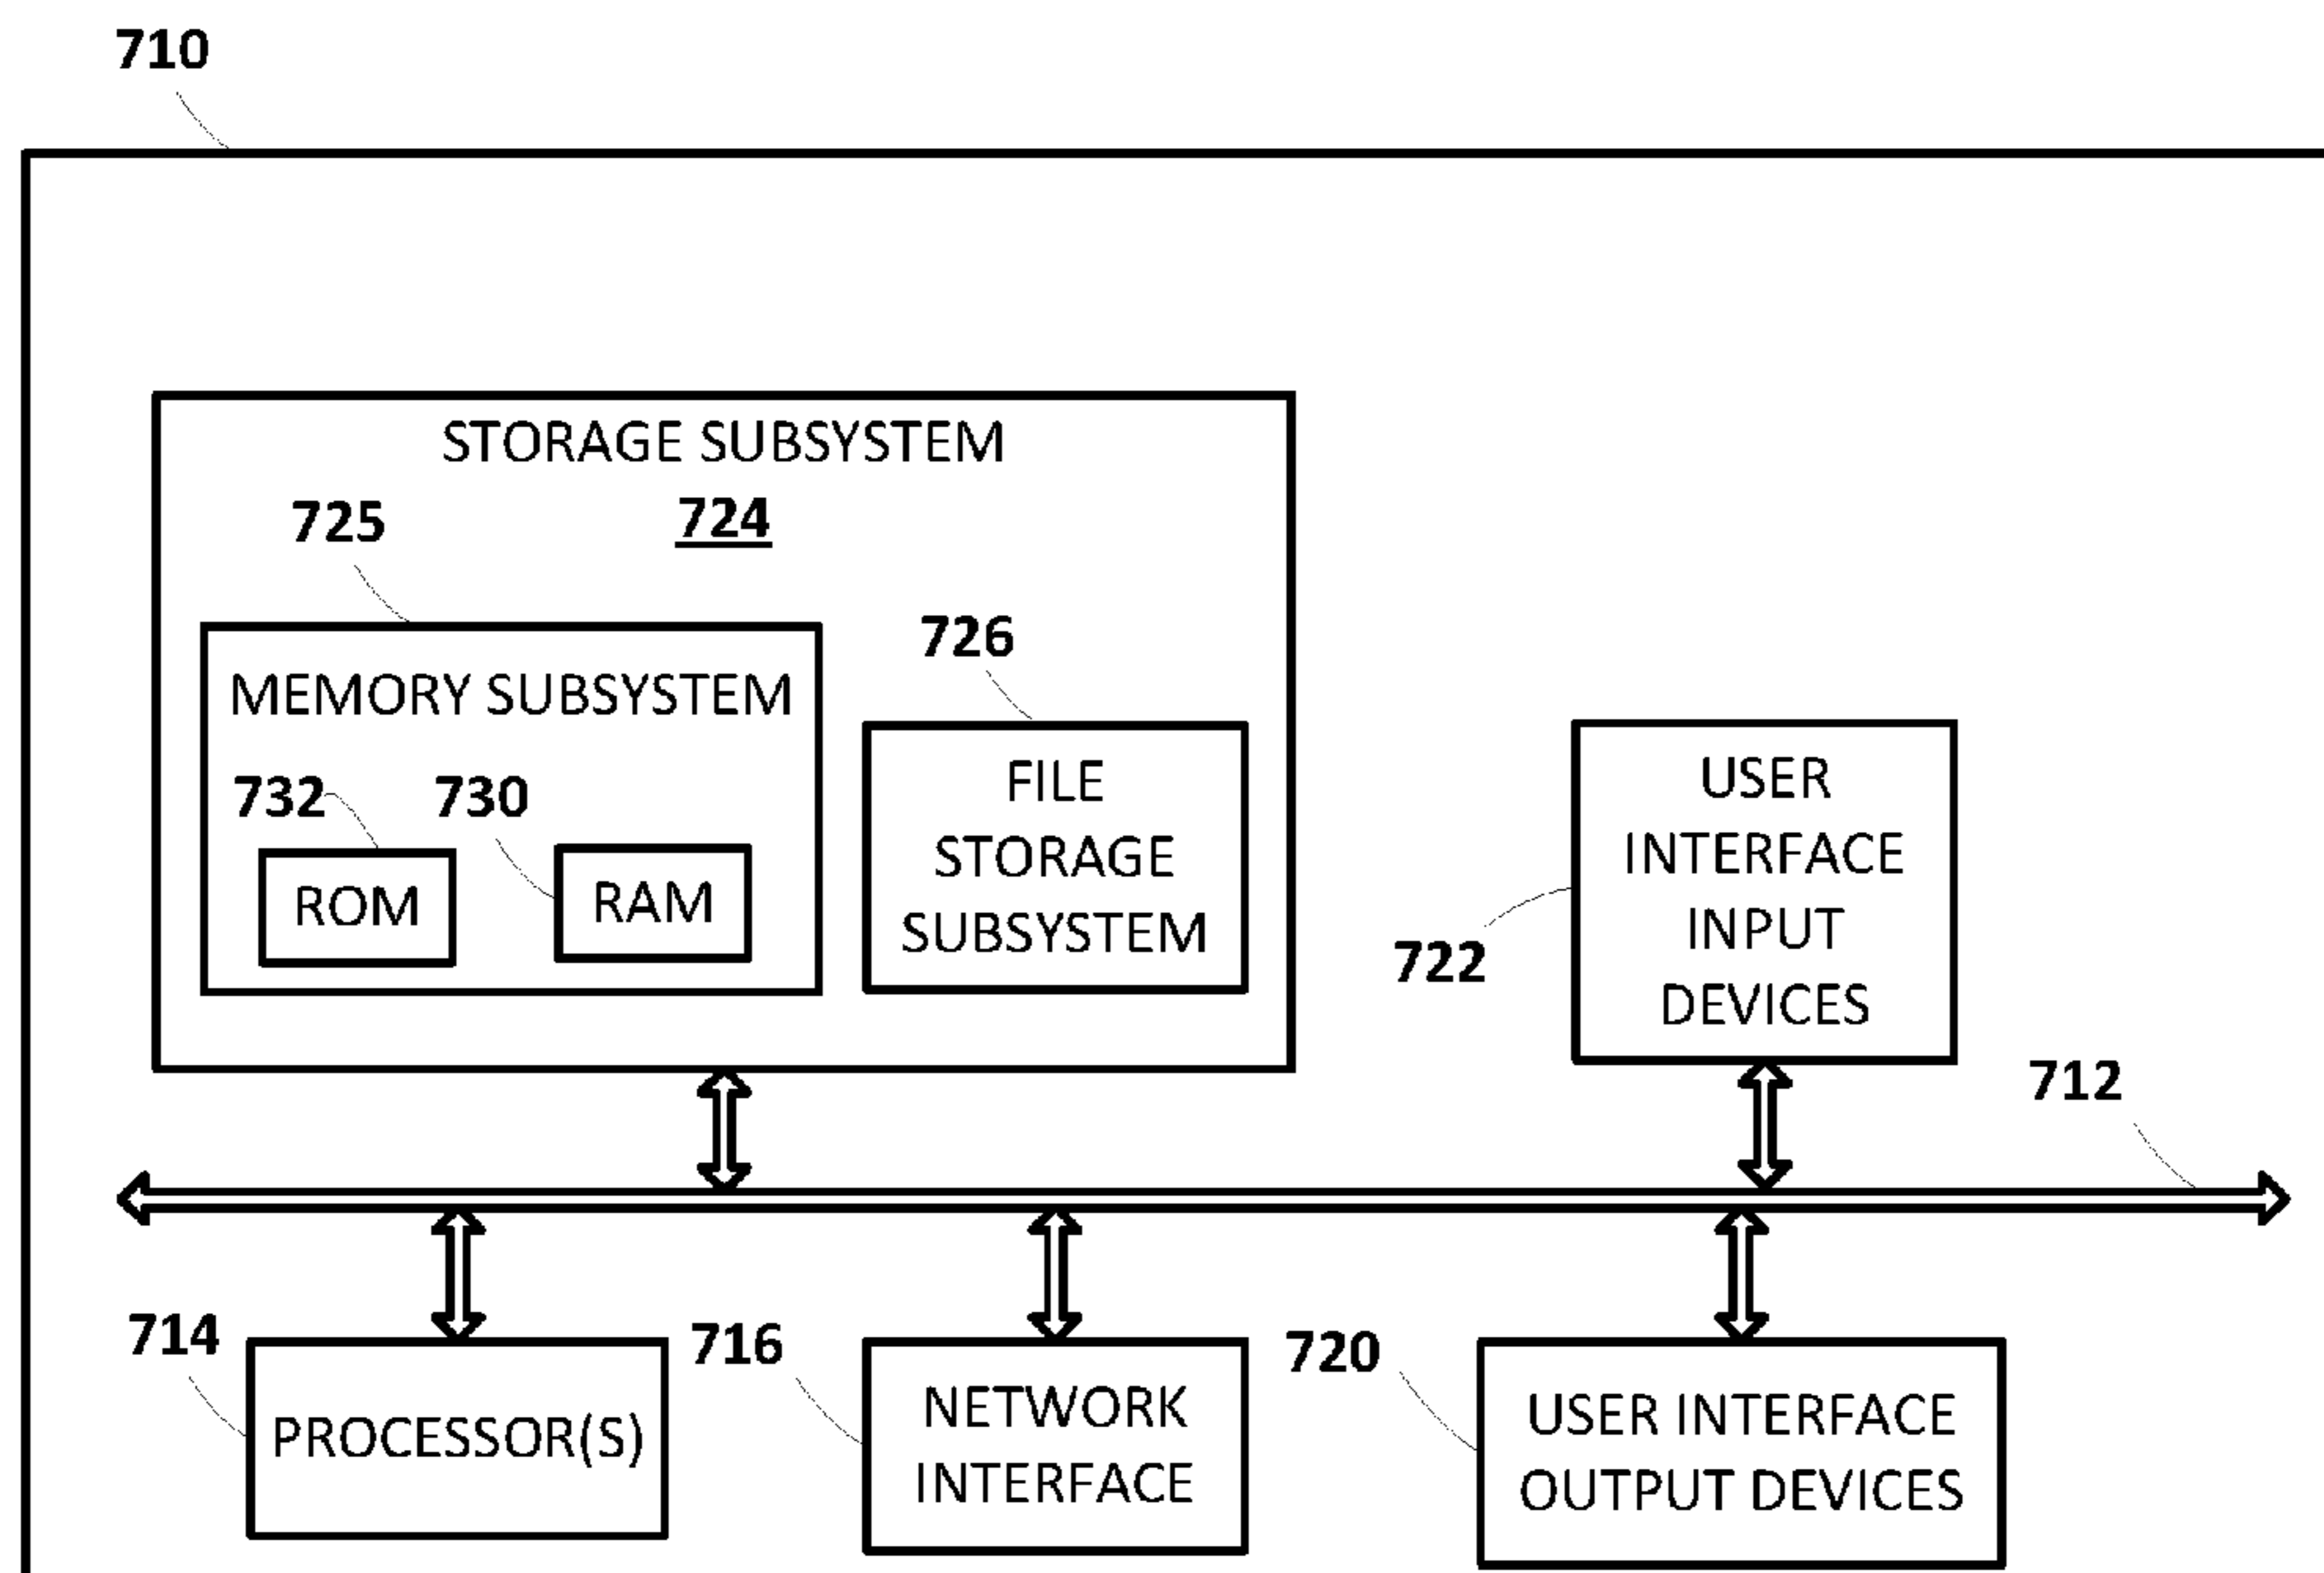 710
STORAGE SUBSYSTEM
725
724
726
MEMORY SUBSYSTEM
732
730
ROM
RAM
FILE
STORAGE
SUBSYSTEM
USER
INTERFACE
INPUT
DEVICES
722
712
714
716
720
PROCESSOR(S)
NETWORK
INTERFACE
USER INTERFACE
OUTPUT DEVICES